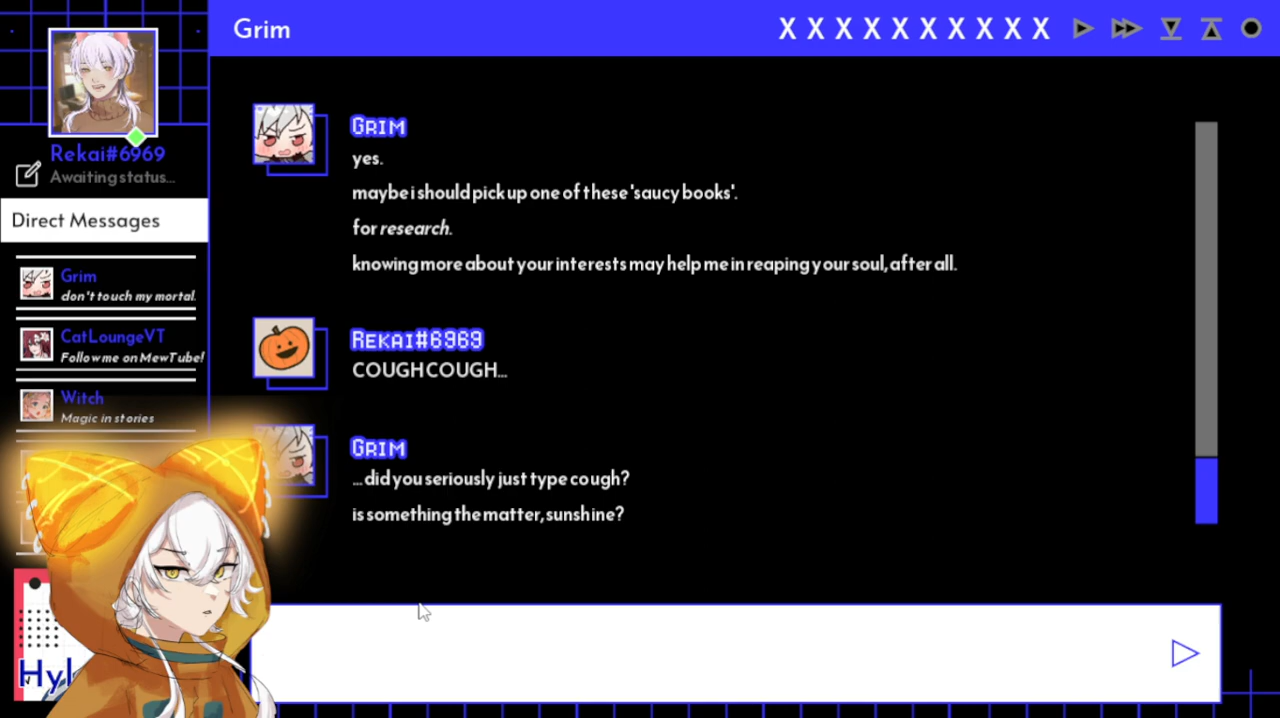 Grim
X X X X X X X X X X
Rekai#6969
Awaiting status...
Direct Messages
Grim
don't touch my mortal.
CatLoungeVT
Follow me on MewTube!
Witch
Magic in stories
Hyl
GRIM
yes.
maybe i should pick up one of these 'saucy books'.
for research.
knowing more about your interests may help me in reaping your soul, after all.
REKAI#6969
COUGH COUGH...
GRIM
...did you seriously just type cough?
is something the matter, sunshine?